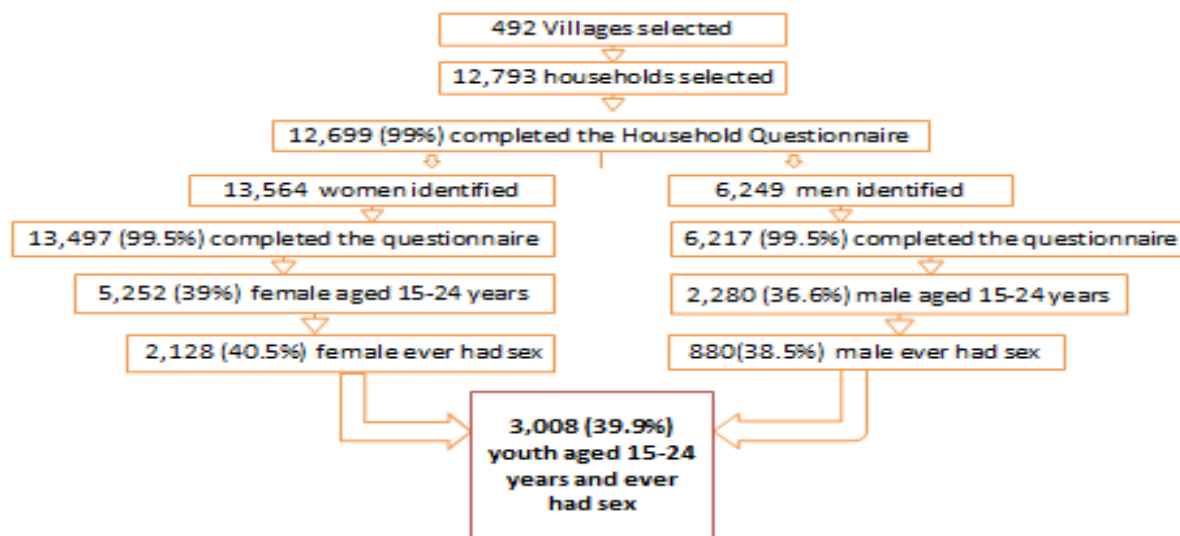 492 Villages selected
12,793 households selected
12,699 (99%) completed the Household Questionnaire
13,564 women identified
6,249 men identified
13,497 (99.5%) completed the questionnaire
6,217 (99.5%) completed the questionnaire
5,252 (39%) female aged 15-24 years
2,280 (36.6%) male aged 15-24 years
2,128 (40.5%) female ever had sex
880(38.5%) male ever had sex
3,008 (39.9%)
youth aged 15-24
years and ever
had sex